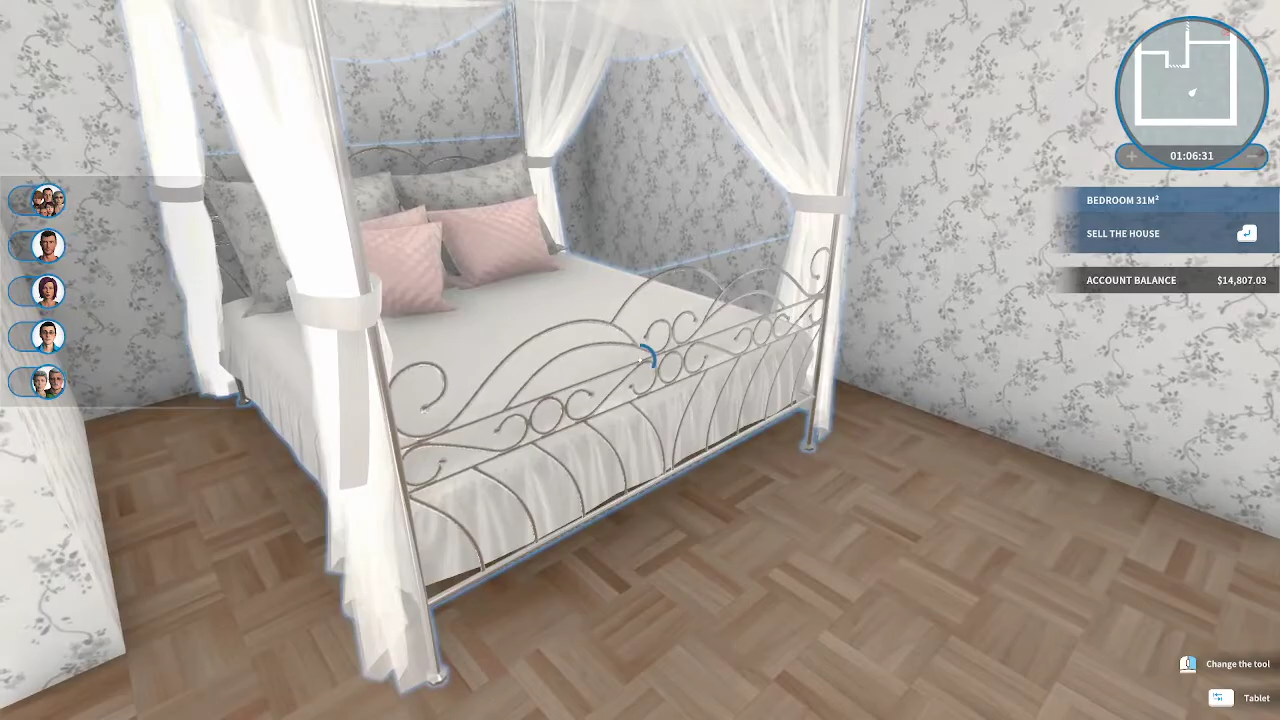 01:06:31
BEDROOM 31M²
SELL THE HOUSE
ACCOUNT BALANCE $14,807.03
Change the tool
Tablet